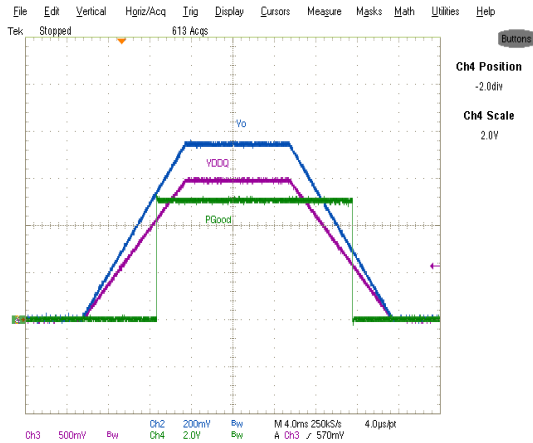 File Edit Vertical Horiz/Acq Trig Display Cursors Measure Masks Math Utilities Help
Tek Stopped 613 Acqs
Buttons
Ch4 Position
-2.0div
Ch4 Scale
2.0V
Vo
VDDQ
PGood
Ch2 200mV Bw M 4.0ms 250kS/s 4.0µs/pt
Ch3 500mV Bw Ch4 2.0V Bw A Ch3 ∕ 570mV